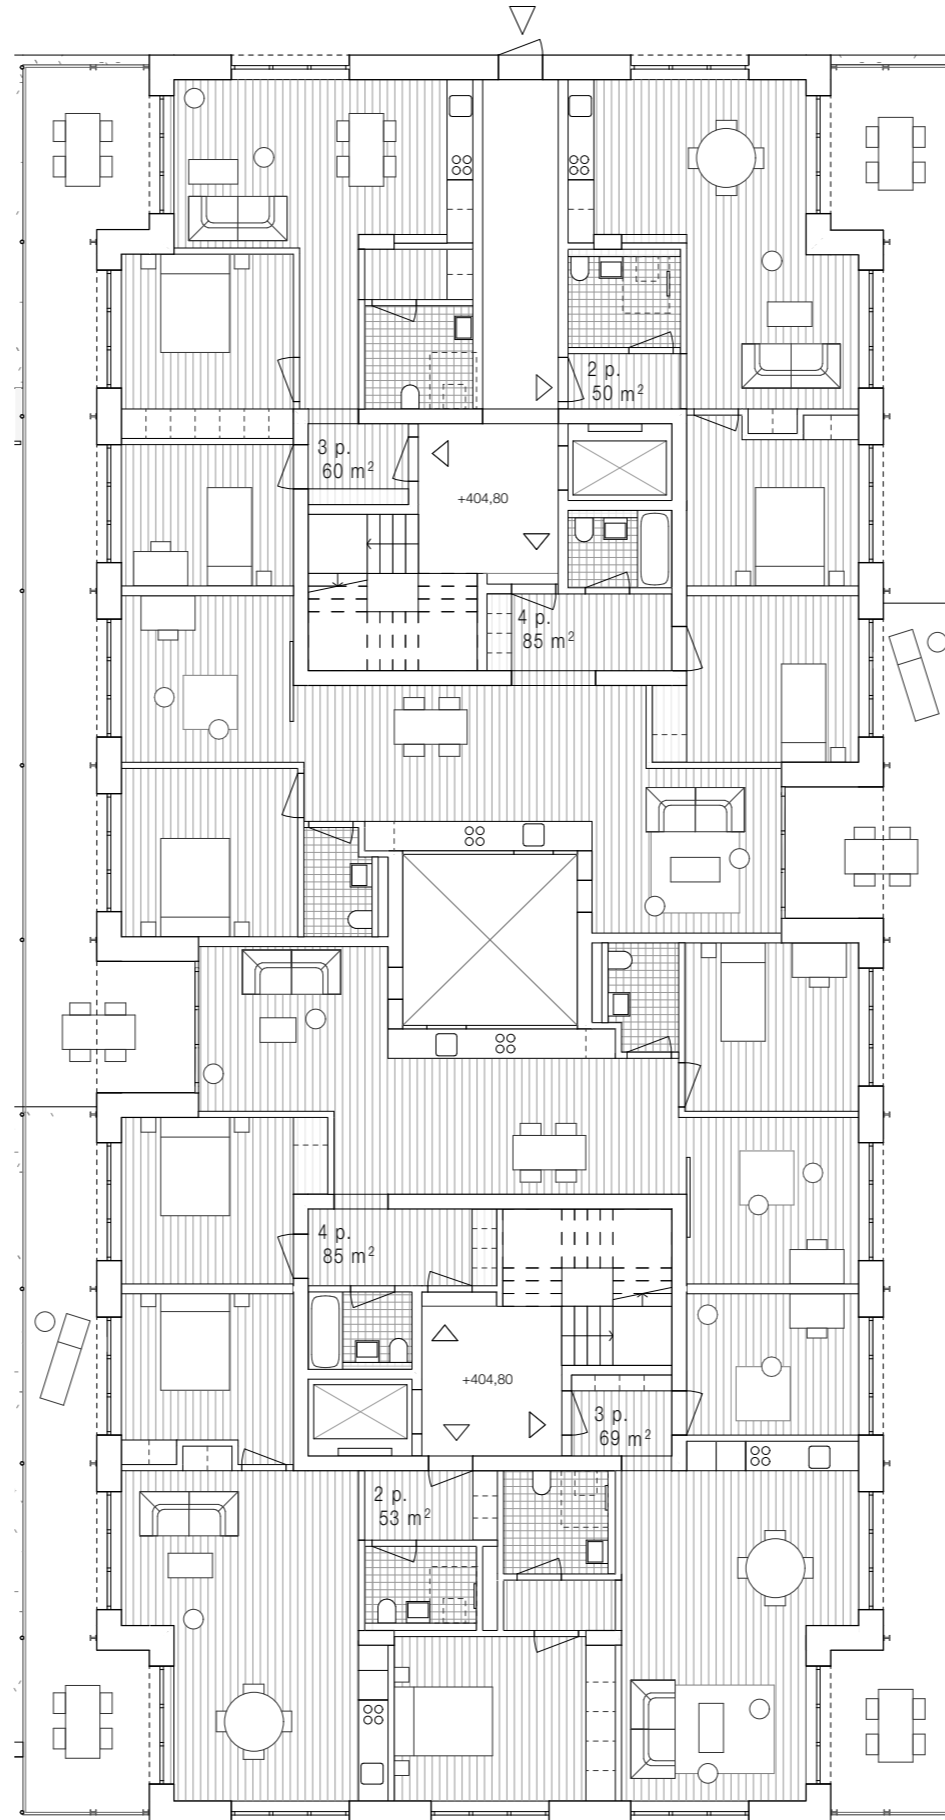 2 p.
50 m²
3 p.
60 m²
+404,80
4 p.
85 m²
4 p.
85 m²
+404,80
3 p.
69 m²
2 p.
53 m²